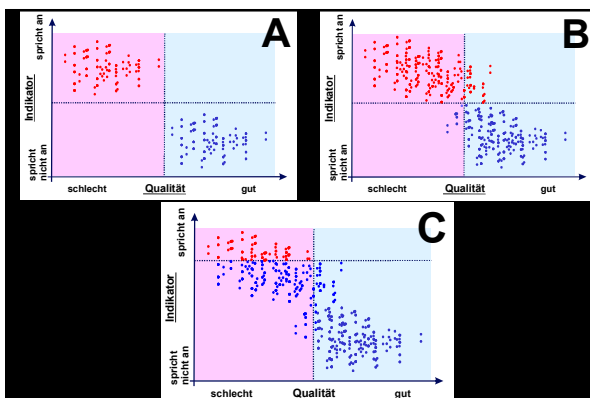 A
spricht an
Indikator
spricht
nicht an
schlecht
Qualität
gut
B
spricht an
Indikator
spricht
nicht an
schlecht
Qualität
gut
C
spricht an
Indikator
spricht
nicht an
schlecht
Qualität
gut